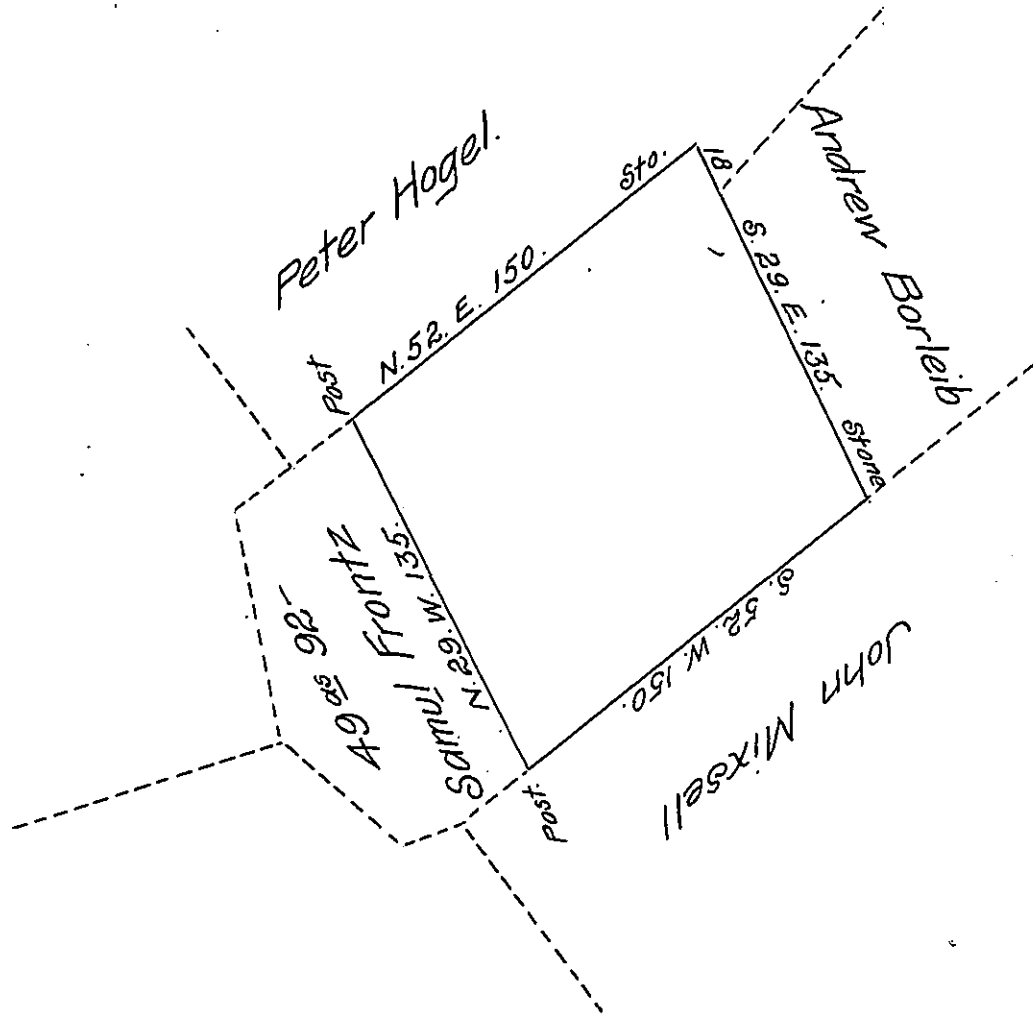 Peter Hogel.
Sto.
18
Andrew Borleib
N. 52. E. 150.
S. 29. E. 135.
Post
Stone
49 as 92
Samul Frontz
N. 29. W. 135.
S. 52. W. 150.
Post.
John Mixsell